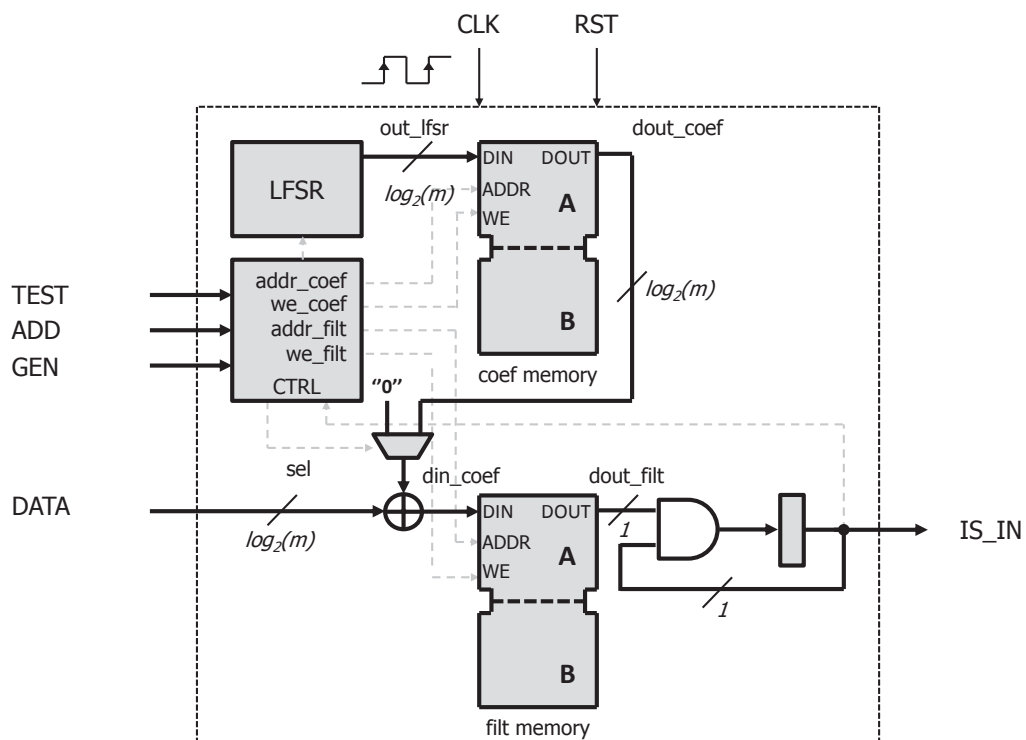 CLK RST
out_lfsr dout_coef
LFSR
DIN DOUT
log2(m)
ADDR
WE
A
B
coef memory
log2(m)
TEST
ADD
GEN
addr_coef
we_coef
addr_filt
we_filt
CTRL
"0"
sel
din_coef
dout_filt
DATA
log2(m)
DIN DOUT
ADDR
WE
A
B
filt memory
1
1
IS_IN